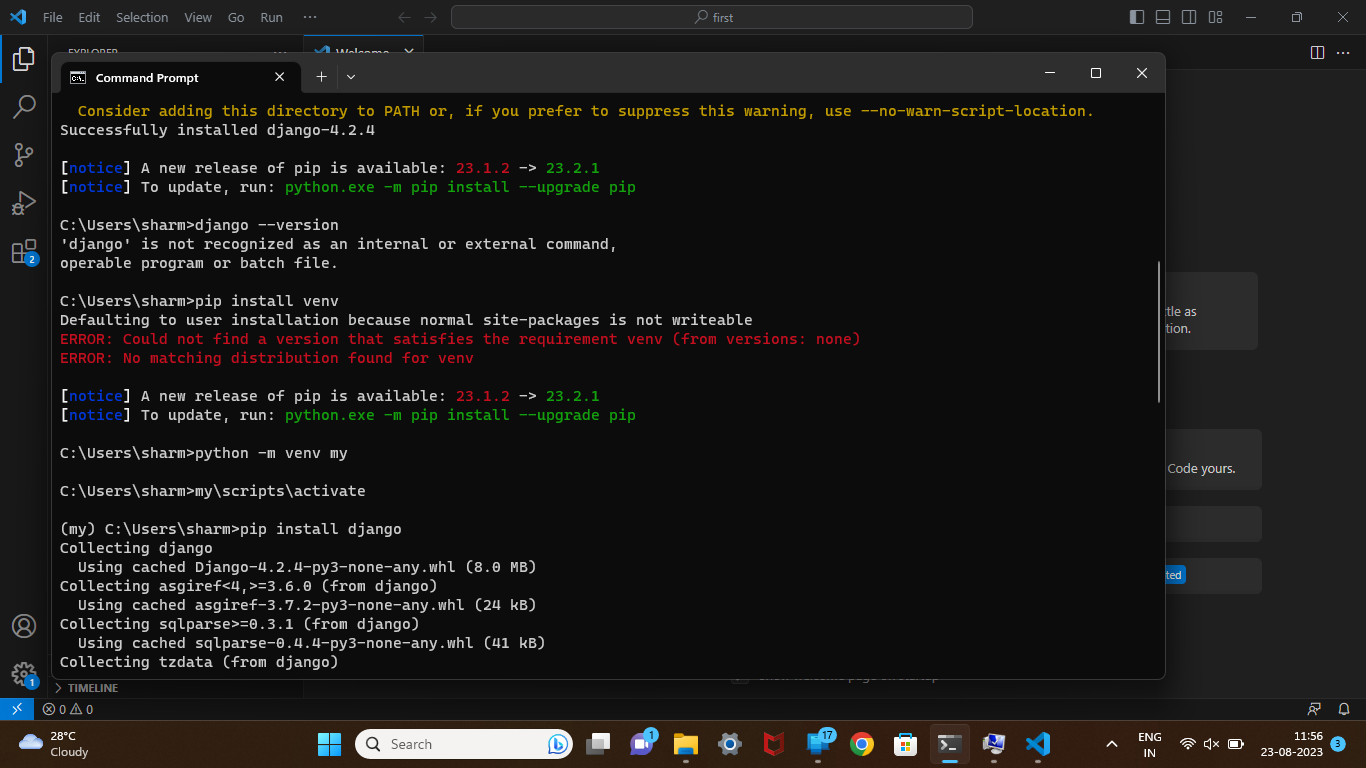 File Edit Selection View Go Run ···
first
EXPLORER
Welcome
Command Prompt
Consider adding this directory to PATH or, if you prefer to suppress this warning, use --no-warn-script-location.
Successfully installed django-4.2.4
[notice] A new release of pip is available: 23.1.2 -> 23.2.1
[notice] To update, run: python.exe -m pip install --upgrade pip
C:\Users\sharm>django --version
'django' is not recognized as an internal or external command,
operable program or batch file.
C:\Users\sharm>pip install venv
Defaulting to user installation because normal site-packages is not writeable
ERROR: Could not find a version that satisfies the requirement venv (from versions: none)
ERROR: No matching distribution found for venv
[notice] A new release of pip is available: 23.1.2 -> 23.2.1
[notice] To update, run: python.exe -m pip install --upgrade pip
C:\Users\sharm>python -m venv my
C:\Users\sharm>my\scripts\activate
(my) C:\Users\sharm>pip install django
Collecting django
Using cached Django-4.2.4-py3-none-any.whl (8.0 MB)
Collecting asgiref<4,>=3.6.0 (from django)
Using cached asgiref-3.7.2-py3-none-any.whl (24 kB)
Collecting sqlparse>=0.3.1 (from django)
Using cached sqlparse-0.4.4-py3-none-any.whl (41 kB)
Collecting tzdata (from django)
as
Code yours.
2
1
TIMELINE
0 0
28°C
Cloudy
Search
1
17
ENG
IN
11:56
23-08-2023
3